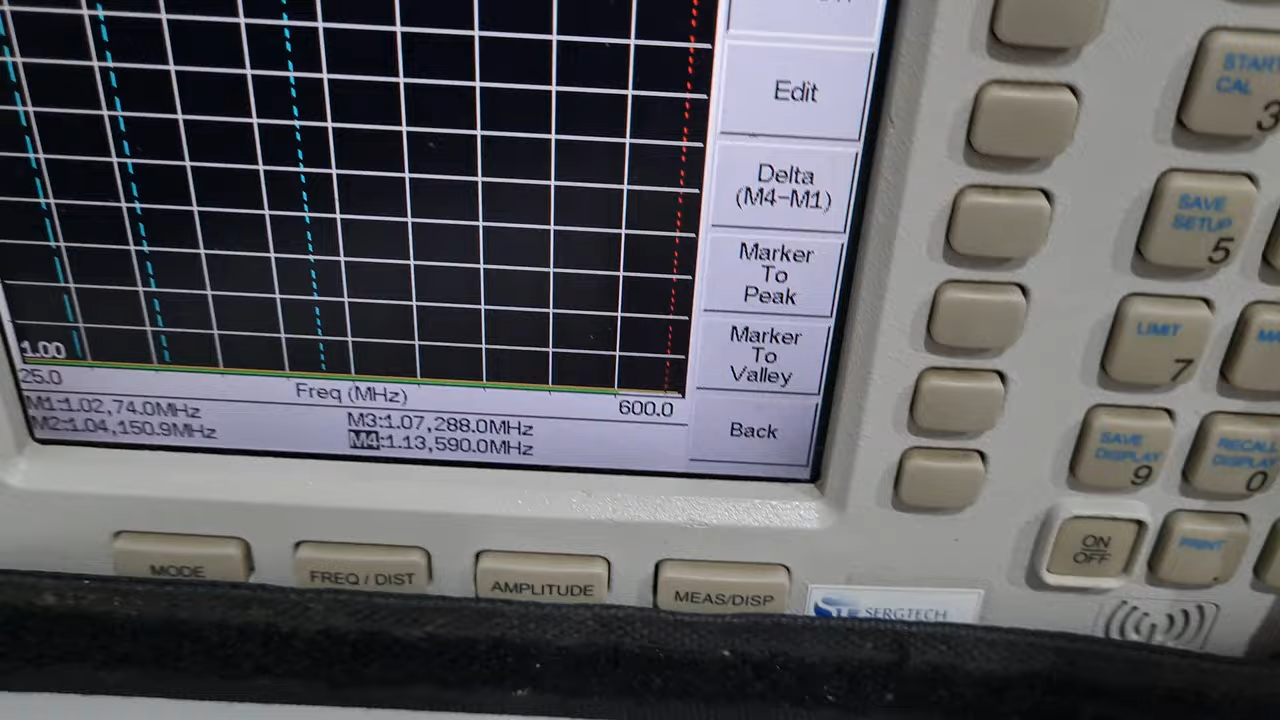 Edit
Delta
(M4-M1)
Marker
To
Peak
Marker
To
Valley
Back
1.00
25.0
Freq (MHz)
600.0
M1:1.02,74.0MHz
M2:1.04,150.9MHz
M3:1.07,288.0MHz
M4:1.13,590.0MHz
START
CAL
3
SAVE
SETUP
5
LIMIT
7
SAVE
DISPLAY
9
RECALL
DISPLAY
0
ON
OFF
PRINT
MODE
FREQ / DIST
AMPLITUDE
MEAS/DISP
SERGTECH